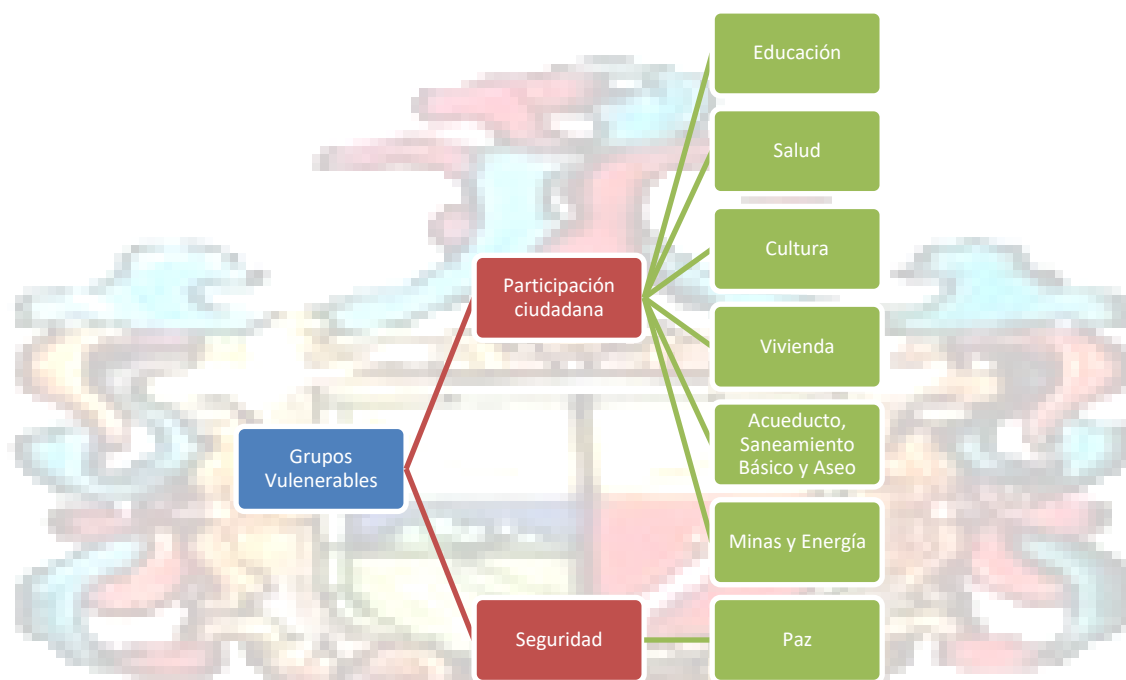 Educación
Salud
Cultura
Participación
ciudadana
Vivienda
Acueducto,
Saneamiento
Básico y Aseo
Grupos
Vulenerables
Minas y Energía
Seguridad
Paz